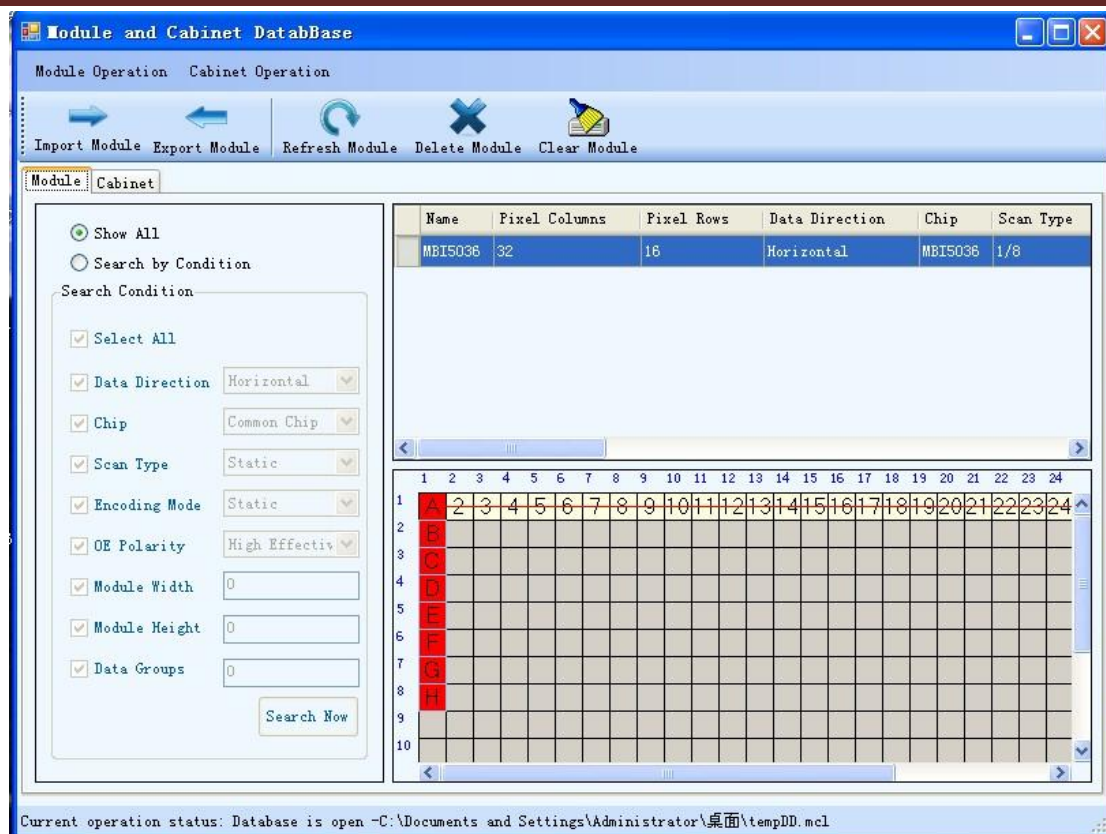 Module and Cabinet DatabBase
Module Operation Cabinet Operation
Import Module Export Module Refresh Module Delete Module Clear Module
Module Cabinet
Show All
Search by Condition
Search Condition
Select All
Data Direction Horizontal
Chip Common Chip
Scan Type Static
Encoding Mode Static
OE Polarity High Effectiv
Module Width 0
Module Height 0
Data Groups 0
Search Now
Name Pixel Columns Pixel Rows Data Direction Chip Scan Type
MBI5036 32 16 Horizontal MBI5036 1/8
1 2 3 4 5 6 7 8 9 10 11 12 13 14 15 16 17 18 19 20 21 22 23 24
1 A 2 3 4 5 6 7 8 9 10 11 12 13 14 15 16 17 18 19 20 21 22 23 24
2 B
3 C
4 D
5 E
6 F
7 G
8 H
9
10
Current operation status: Database is open -C:\Documents and Settings\Administrator\桌面\tempDD.mcl